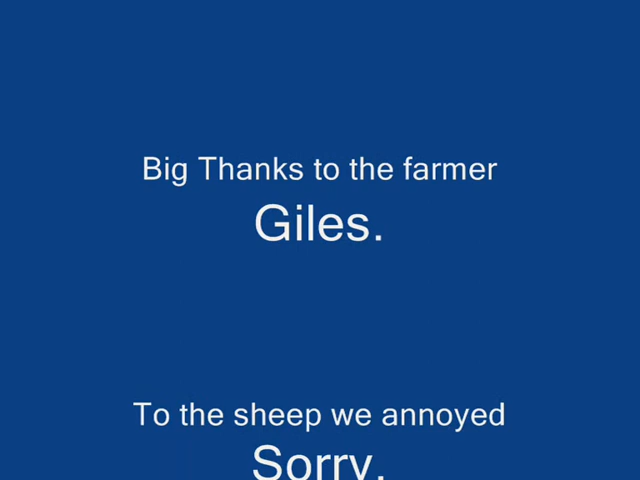 Big Thanks to the farmer
Giles.
To the sheep we annoyed
Sorry.